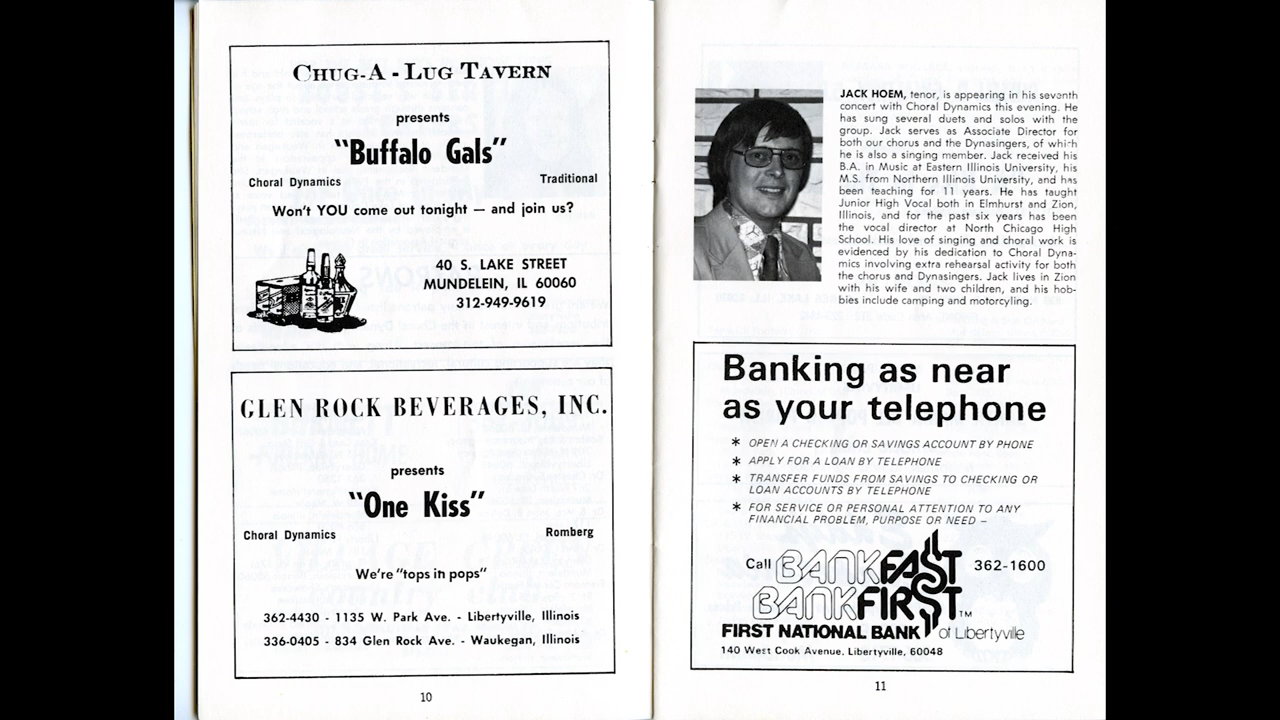 CHUG-A-LUG TAVERN
presents
"Buffalo Gals"
Choral Dynamics Traditional
Won't YOU come out tonight — and join us?
40 S. LAKE STREET
MUNDELEIN, IL 60060
312-949-9619
GLEN ROCK BEVERAGES, INC.
presents
"One Kiss"
Choral Dynamics Romberg
We're "tops in pops"
362-4430 - 1135 W. Park Ave. - Libertyville, Illinois
336-0405 - 834 Glen Rock Ave. - Waukegan, Illinois
10
JACK HOEM, tenor, is appearing in his seventh
concert with Choral Dynamics this evening. He
has sung several duets and solos with the
group. Jack serves as Associate Director for
both our chorus and the Dynasingers, of which
he is also a singing member. Jack received his
B.A. in Music at Eastern Illinois University, his
M.S. from Northern Illinois University, and has
been teaching for 11 years. He has taught
Junior High Vocal both in Elmhurst and Zion,
Illinois, and for the past six years has been
the vocal director at North Chicago High
School. His love of singing and choral work is
evidenced by his dedication to Choral Dyna-
mics involving extra rehearsal activity for both
the chorus and Dynasingers. Jack lives in Zion
with his wife and two children, and his hob-
bies include camping and motorcyling.
Banking as near
as your telephone
* OPEN A CHECKING OR SAVINGS ACCOUNT BY PHONE
* APPLY FOR A LOAN BY TELEPHONE
* TRANSFER FUNDS FROM SAVINGS TO CHECKING OR
LOAN ACCOUNTS BY TELEPHONE
* FOR SERVICE OR PERSONAL ATTENTION TO ANY
FINANCIAL PROBLEM, PURPOSE OR NEED —
Call BANKFAST 362-1600
BANKFIRST TM
FIRST NATIONAL BANK of Libertyville
140 West Cook Avenue, Libertyville, 60048
11